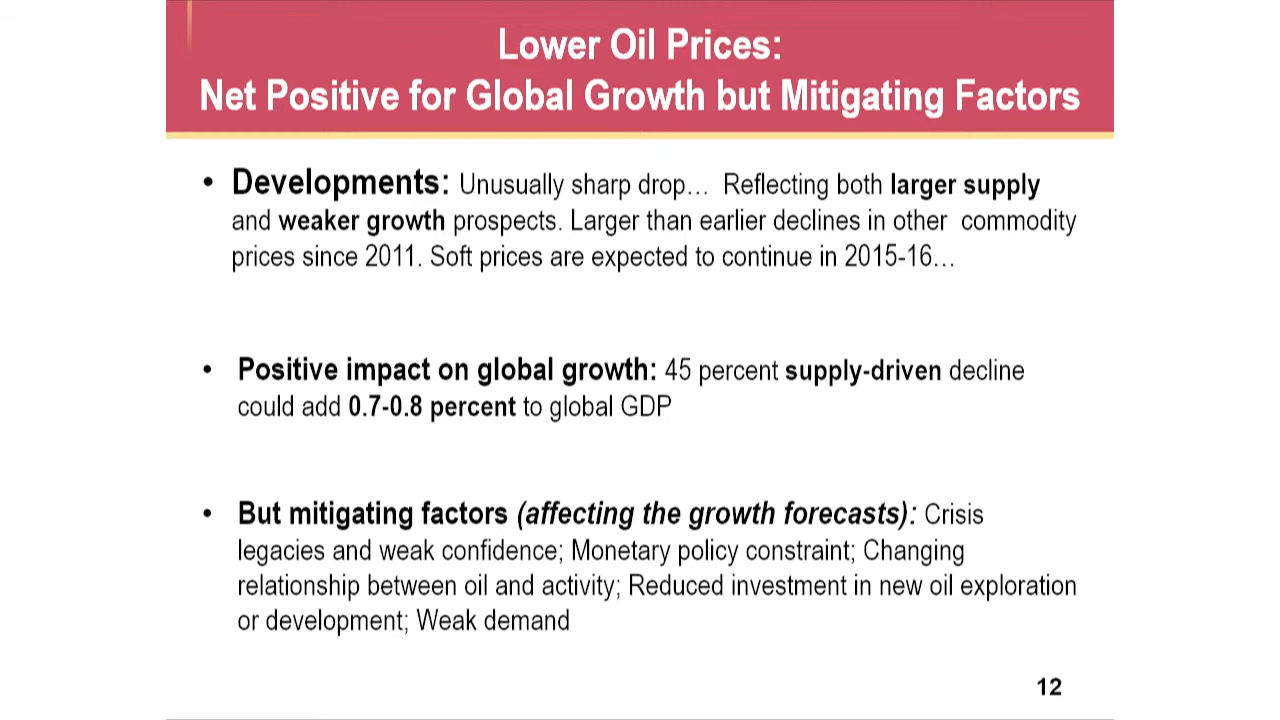 Lower Oil Prices:
Net Positive for Global Growth but Mitigating Factors
• Developments: Unusually sharp drop… Reflecting both larger supply
and weaker growth prospects. Larger than earlier declines in other commodity
prices since 2011. Soft prices are expected to continue in 2015-16…
• Positive impact on global growth: 45 percent supply-driven decline
could add 0.7-0.8 percent to global GDP
• But mitigating factors (affecting the growth forecasts): Crisis
legacies and weak confidence; Monetary policy constraint; Changing
relationship between oil and activity; Reduced investment in new oil exploration
or development; Weak demand
12